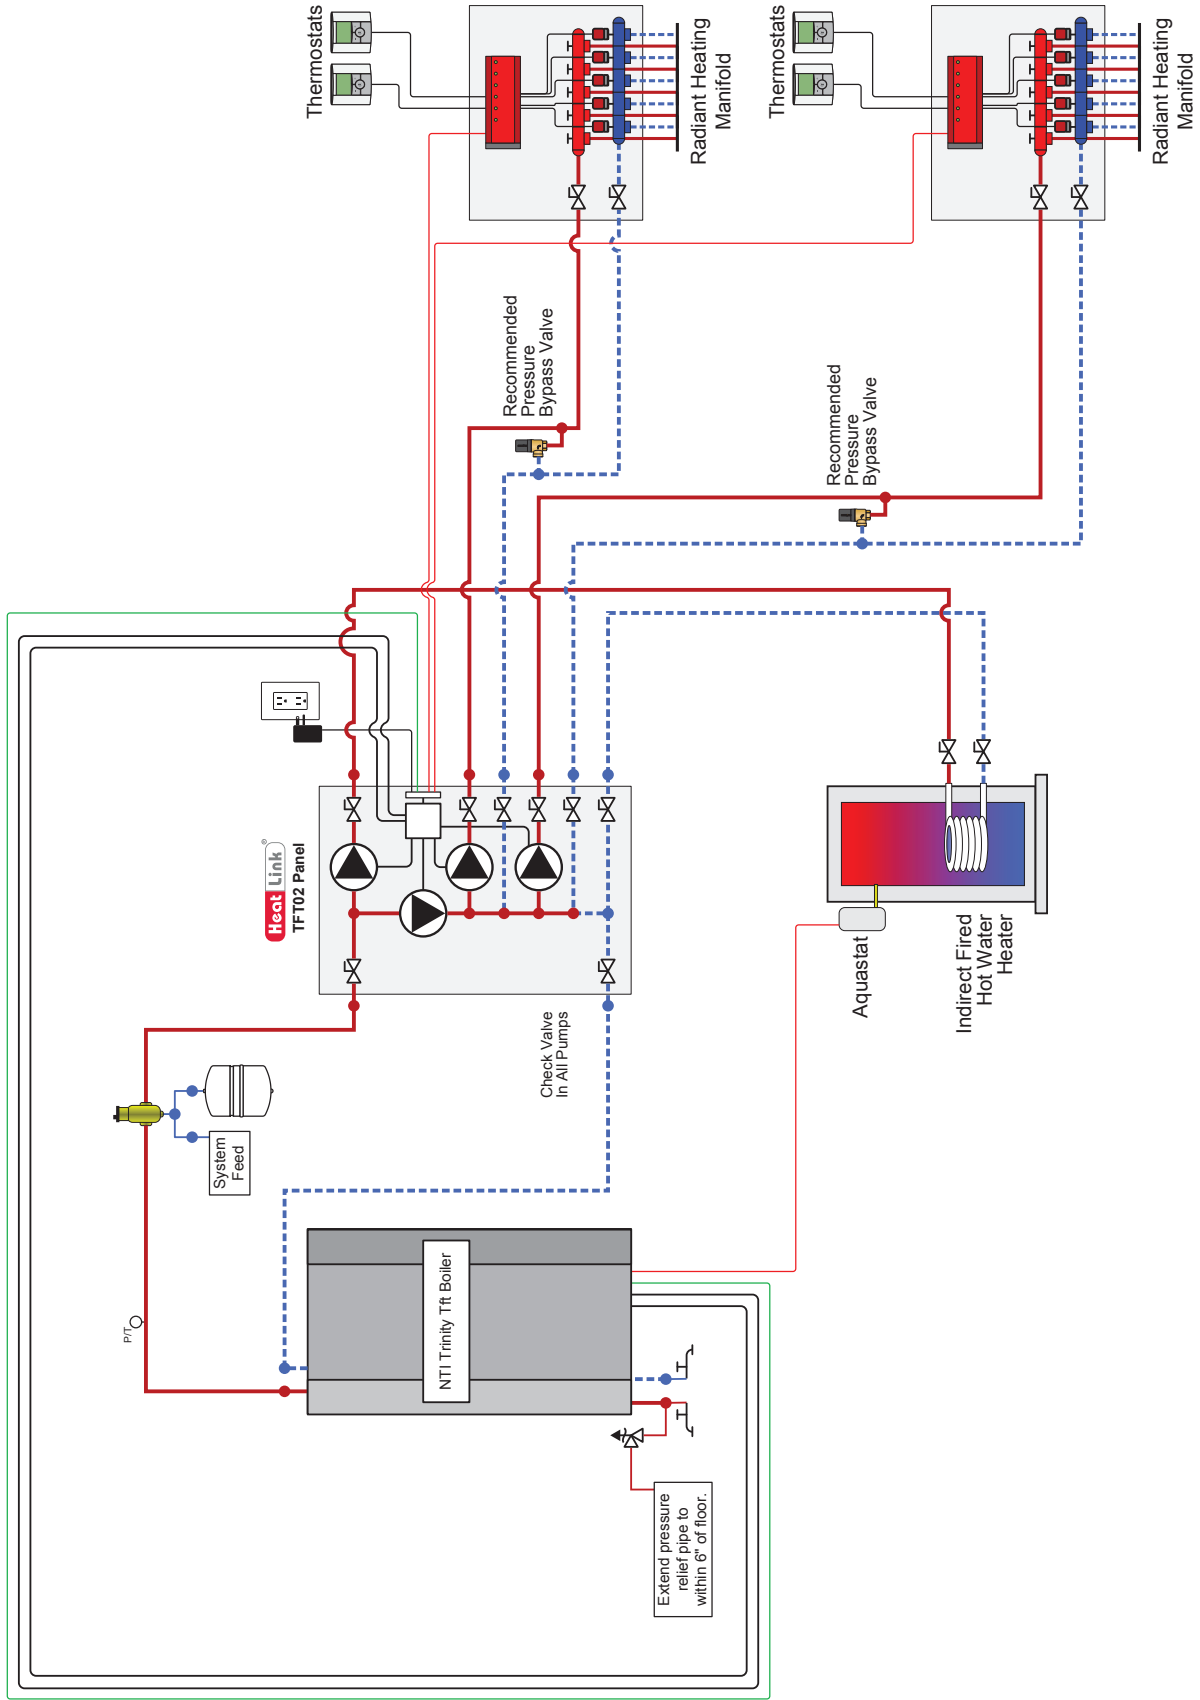 Thermostats
Radiant Heating
Manifold
Thermostats
Radiant Heating
Manifold
Recommended
Pressure
Bypass Valve
Recommended
Pressure
Bypass Valve
Heat Link®
TFT02 Panel
Check Valve
In All Pumps
Aquastat
Indirect Fired
Hot Water
Heater
System
Feed
P/T
NTI Trinity Tft Boiler
Extend pressure
relief pipe to
within 6" of floor.